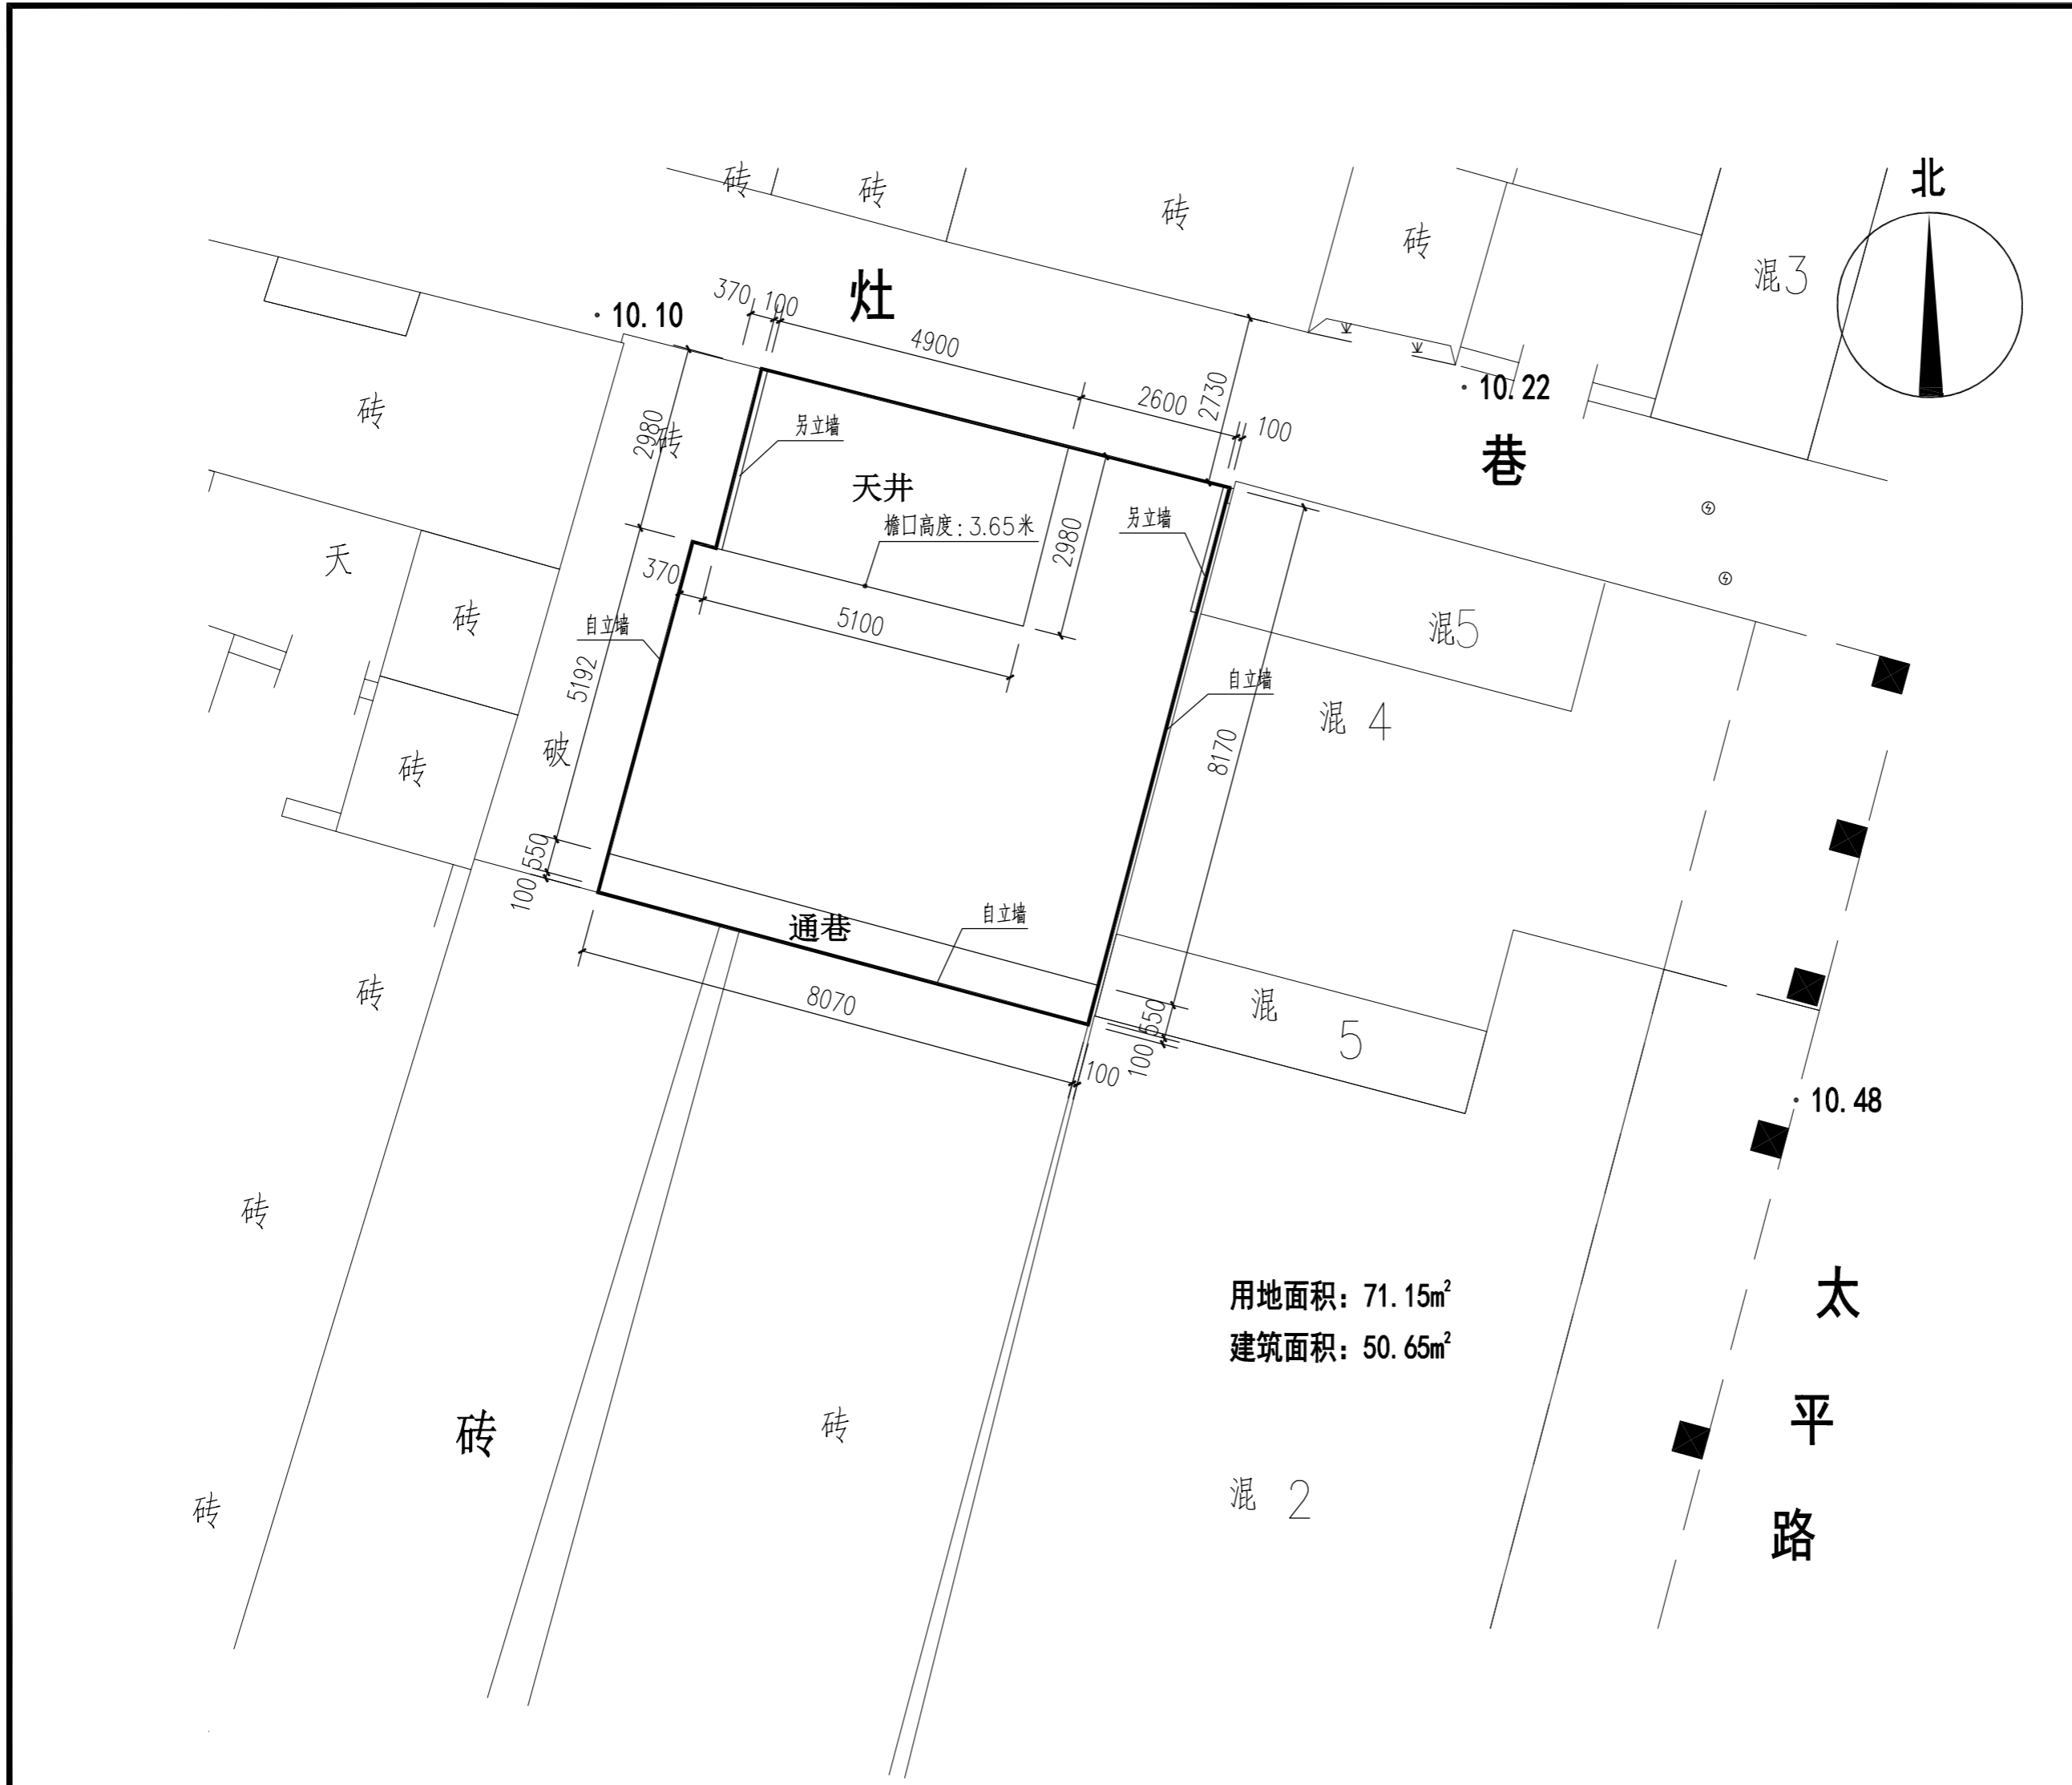 北
砖
砖
砖
砖
混3
灶
370
100
4900
2600
2730
100
·10.10
·10.22
巷
砖
2980
砖
另立墙
天井
檐口高度:3.65米
2980
另立墙
天
砖
370
5100
自立墙
5192
破
砖
混5
自立墙
混 4
8170
550
100
通巷
自立墙
8070
100
550
100
混
5
砖
·10.48
砖
用地面积: 71.15㎡
建筑面积: 50.65㎡
太
平
路
砖
砖
砖
混 2